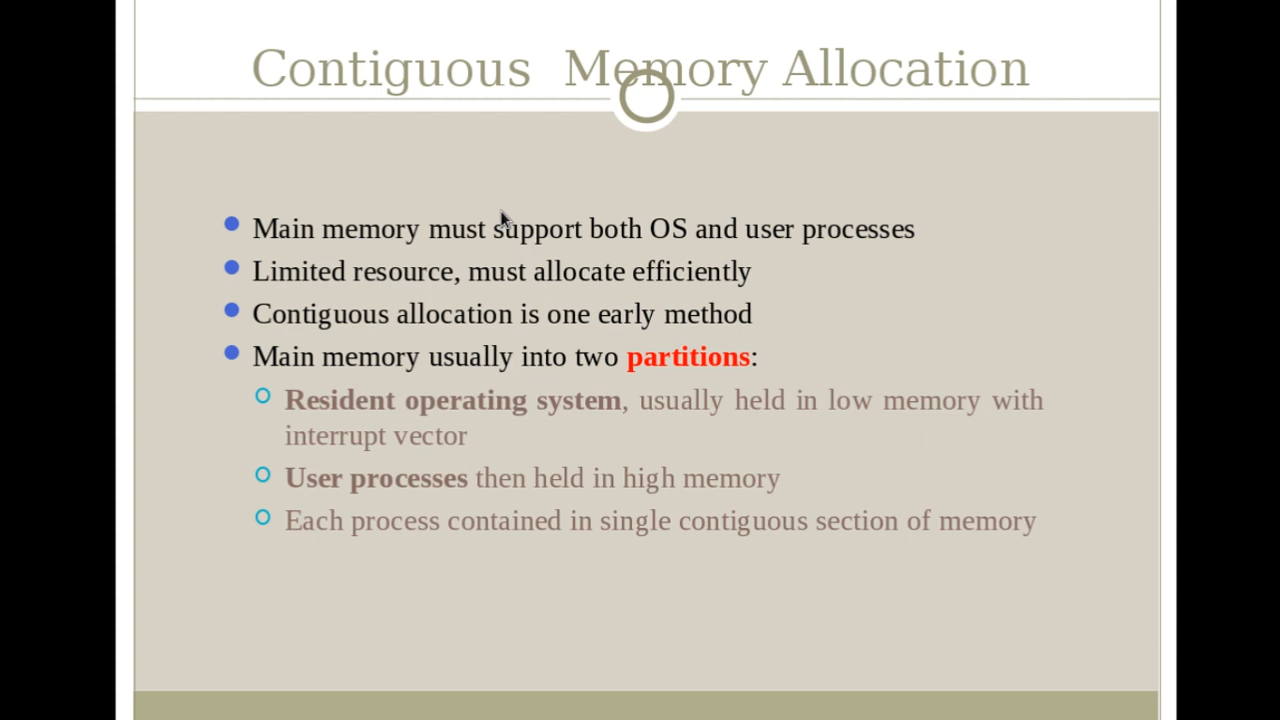 Contiguous Memory Allocation
Main memory must support both OS and user processes
Limited resource, must allocate efficiently
Contiguous allocation is one early method
Main memory usually into two partitions:
Resident operating system, usually held in low memory with
interrupt vector
User processes then held in high memory
Each process contained in single contiguous section of memory